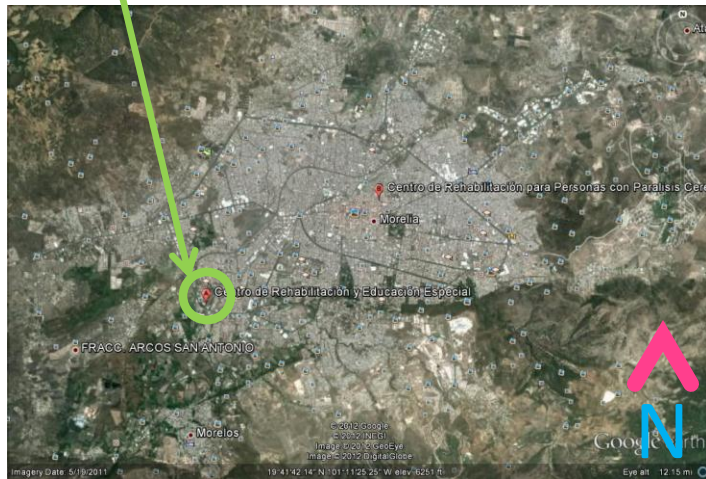 N
Centro de Rehabilitación para Personas con Paralisis Cere
Morelia
Centro de Rehabilitación y Educación Especial
FRACC. ARCOS SAN ANTONIO
Morelos
© 2012 Google
© 2012 INEGI
Image © 2012 GeoEye
Image © 2012 DigitalGlobe
N
Imagery Date: 5/19/2011
19°41'42.14" N 101°11'25.25" W elev 6251 ft
Eye alt 12.15 mi